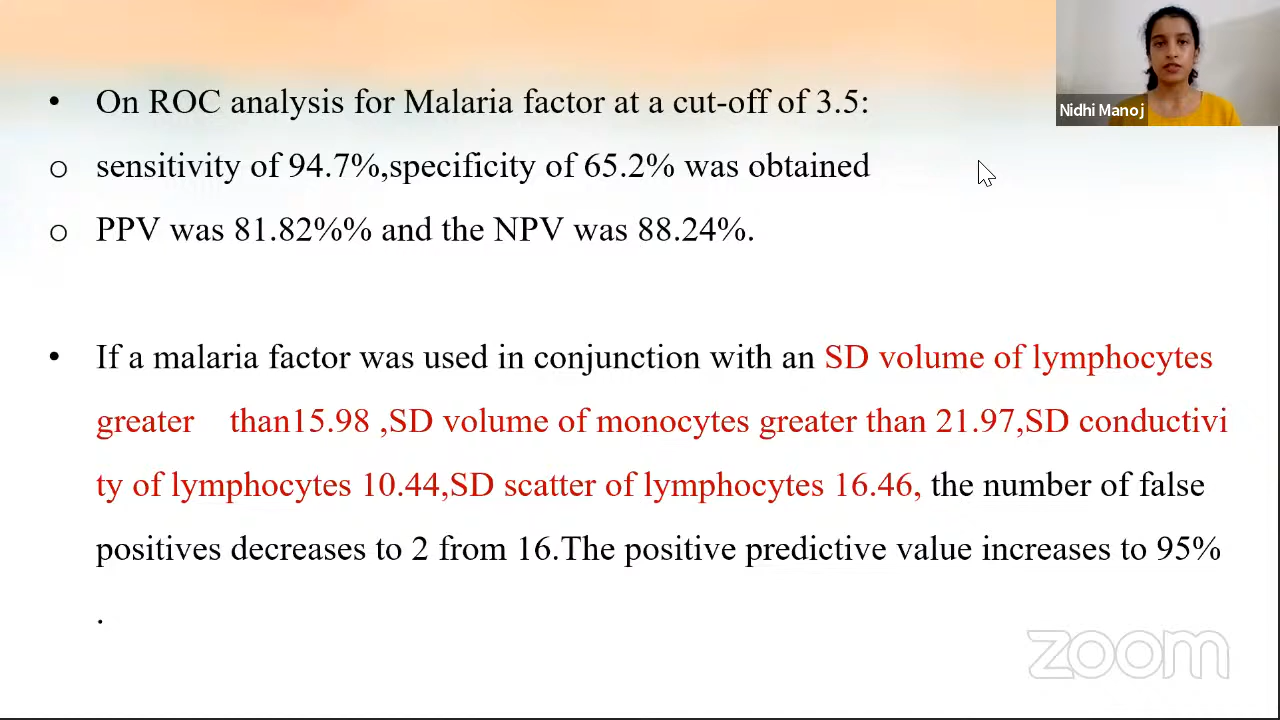 • On ROC analysis for Malaria factor at a cut-off of 3.5:
Nidhi Manoj
o sensitivity of 94.7%,specificity of 65.2% was obtained
o PPV was 81.82%% and the NPV was 88.24%.
• If a malaria factor was used in conjunction with an SD volume of lymphocytes
greater than15.98 ,SD volume of monocytes greater than 21.97,SD conductivi
ty of lymphocytes 10.44,SD scatter of lymphocytes 16.46, the number of false
positives decreases to 2 from 16.The positive predictive value increases to 95%
.
zoom